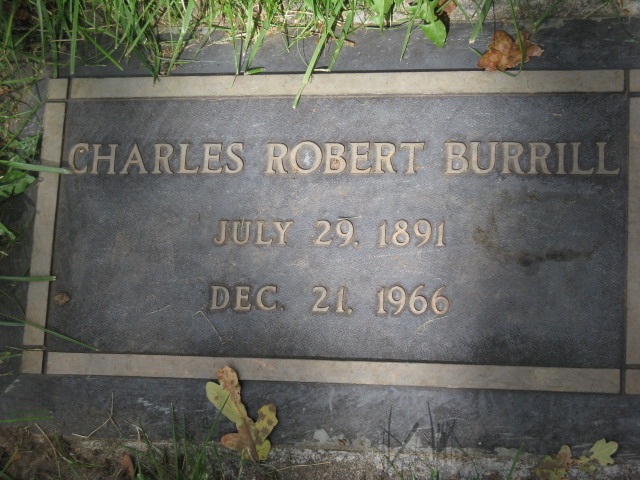 CHARLES ROBERT BURRILL
JULY 29, 1891
DEC. 21, 1966